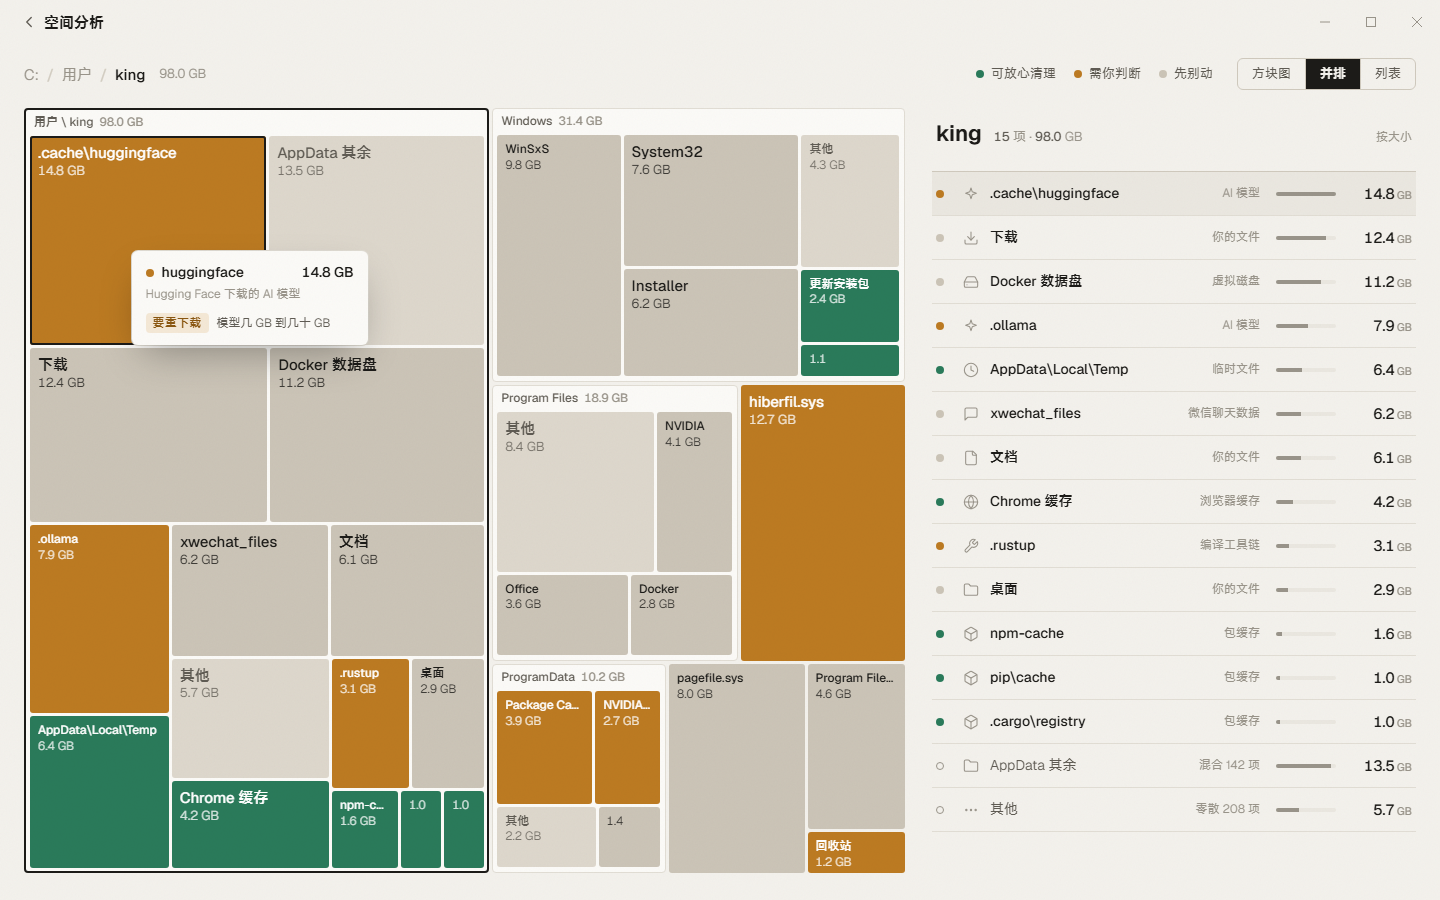 空间分析
C: / 用户 / king 98.0 GB
可放心清理 需你判断 先别动
方块图 并排 列表
用户 \ king 98.0 GB
.cache\huggingface
14.8 GB
AppData 其余
13.5 GB
huggingface 14.8 GB
Hugging Face 下载的 AI 模型
要重下载 模型几 GB 到几十 GB
下载
12.4 GB
Docker 数据盘
11.2 GB
.ollama
7.9 GB
xwechat_files
6.2 GB
文档
6.1 GB
其他
5.7 GB
.rustup
3.1 GB
桌面
2.9 GB
AppData\Local\Temp
6.4 GB
Chrome 缓存
4.2 GB
npm-c...
1.6 GB
1.0
1.0
Windows 31.4 GB
WinSxS
9.8 GB
System32
7.6 GB
其他
4.3 GB
Installer
6.2 GB
更新安装包
2.4 GB
1.1
Program Files 18.9 GB
其他
8.4 GB
NVIDIA
4.1 GB
Office
3.6 GB
Docker
2.8 GB
hiberfil.sys
12.7 GB
ProgramData 10.2 GB
Package Ca...
3.9 GB
NVIDIA...
2.7 GB
其他
2.2 GB
1.4
pagefile.sys
8.0 GB
Program File...
4.6 GB
回收站
1.2 GB
king 15 项 · 98.0 GB 按大小
.cache\huggingface AI 模型 14.8 GB
下载 你的文件 12.4 GB
Docker 数据盘 虚拟磁盘 11.2 GB
.ollama AI 模型 7.9 GB
AppData\Local\Temp 临时文件 6.4 GB
xwechat_files 微信聊天数据 6.2 GB
文档 你的文件 6.1 GB
Chrome 缓存 浏览器缓存 4.2 GB
.rustup 编译工具链 3.1 GB
桌面 你的文件 2.9 GB
npm-cache 包缓存 1.6 GB
pip\cache 包缓存 1.0 GB
.cargo\registry 包缓存 1.0 GB
AppData 其余 混合 142 项 13.5 GB
其他 零散 208 项 5.7 GB